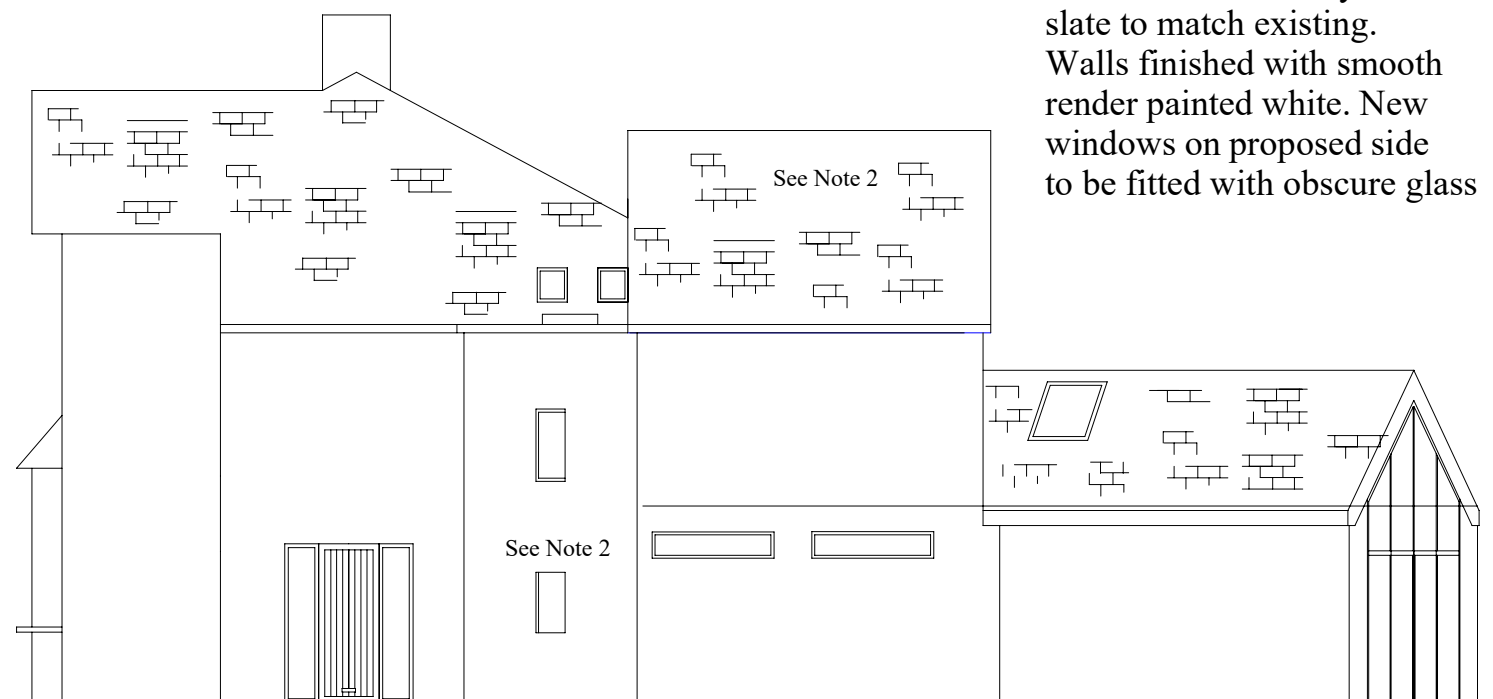 slate to match existing.
Walls finished with smooth
render painted white. New
windows on proposed side
to be fitted with obscure glass
See Note 2
See Note 2